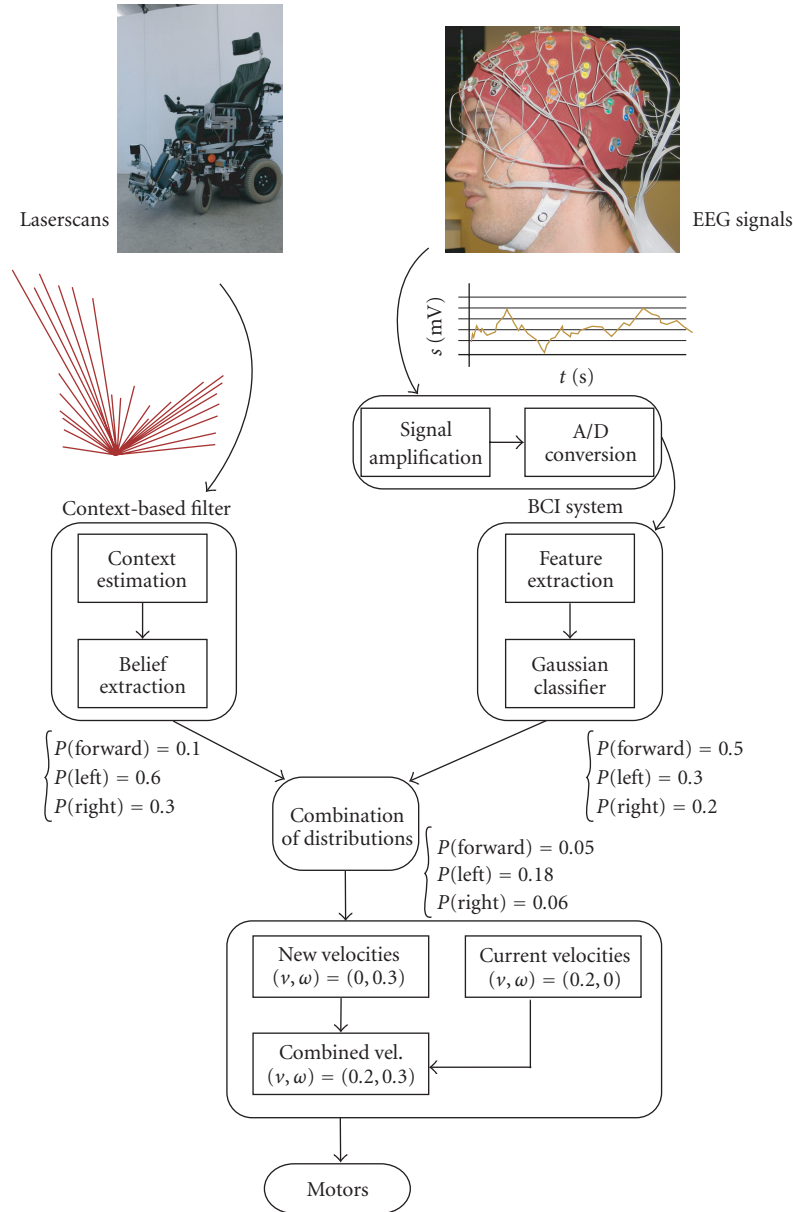 Laserscans
EEG signals
s (mV)
t (s)
Signal
amplification
A/D
conversion
Context-based filter
BCI system
Context
estimation
Feature
extraction
Belief
extraction
Gaussian
classifier
P(forward) = 0.1
P(left) = 0.6
P(right) = 0.3
P(forward) = 0.5
P(left) = 0.3
P(right) = 0.2
Combination
of distributions
P(forward) = 0.05
P(left) = 0.18
P(right) = 0.06
New velocities
(ν, ω) = (0, 0.3)
Current velocities
(ν, ω) = (0.2, 0)
Combined vel.
(ν, ω) = (0.2, 0.3)
Motors